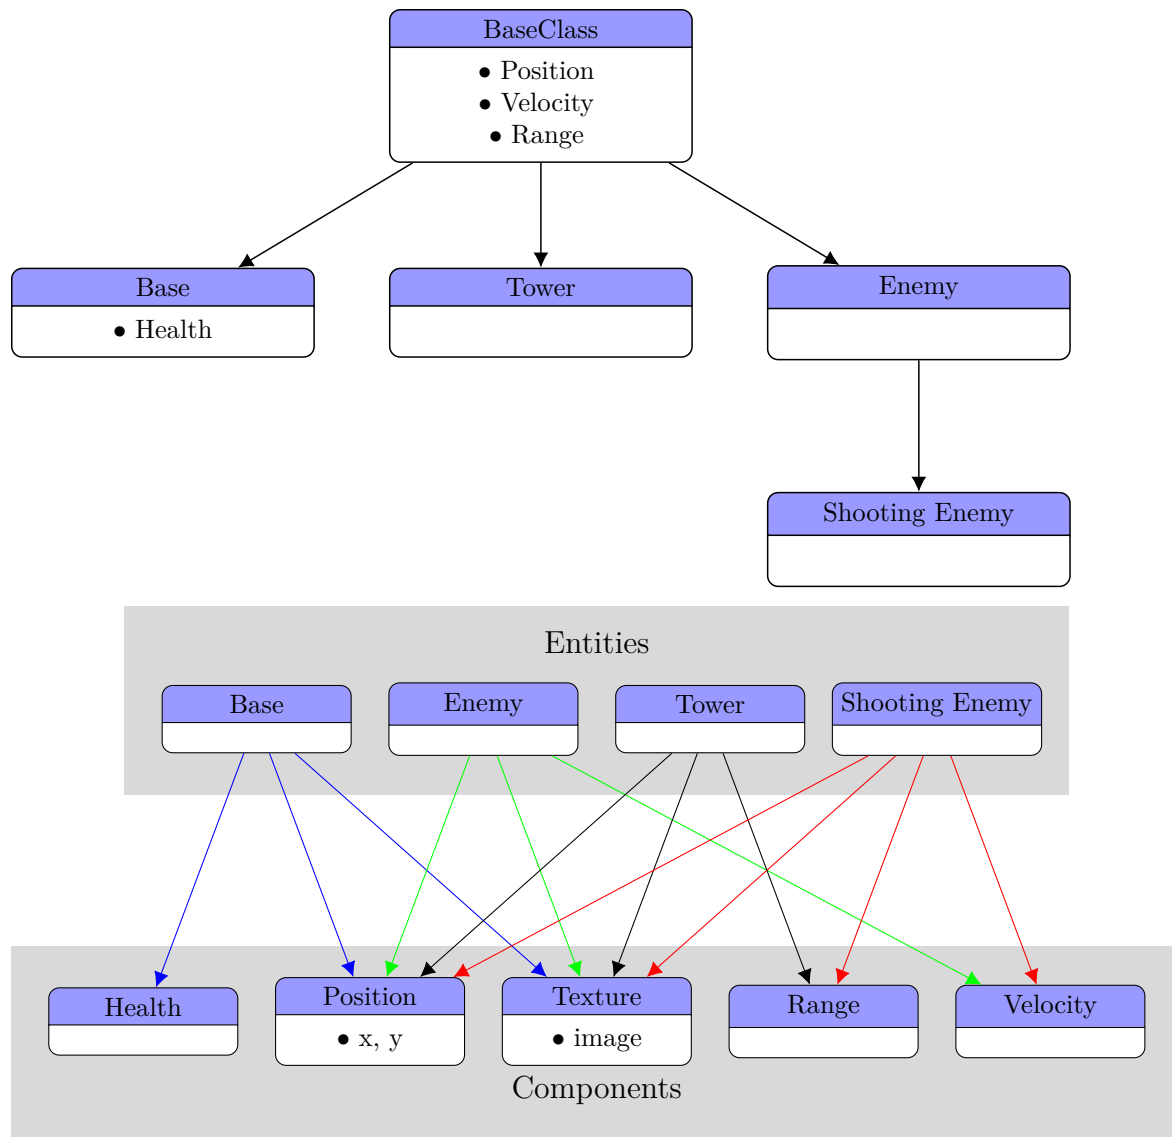 BaseClass
• Position
• Velocity
• Range
Base
• Health
Tower
Enemy
Shooting Enemy
Entities
Base
Enemy
Tower
Shooting Enemy
Health
Position
• x, y
Texture
• image
Range
Velocity
Components